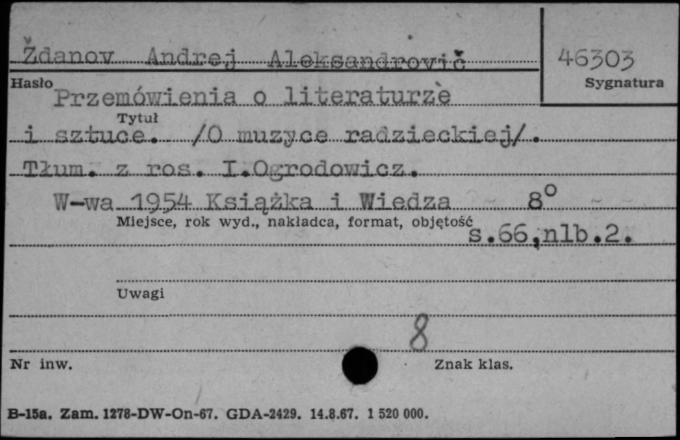 Ždanov Andrej Aleksandrovič
46303
Hasło
Sygnatura
Przemówienia o literaturze
Tytuł
i sztuce. /O muzyce radzieckiej/.
Tłum. z ros. I.Ogrodowicz.
W-wa 1954 Książka i Wiedza 8°
Miejsce, rok wyd., nakładca, format, objętość
s.66,nlb.2.
Uwagi
8
Nr inw.
Znak klas.
B-15a. Zam. 1278-DW-On-67. GDA-2429. 14.8.67. 1 520 000.